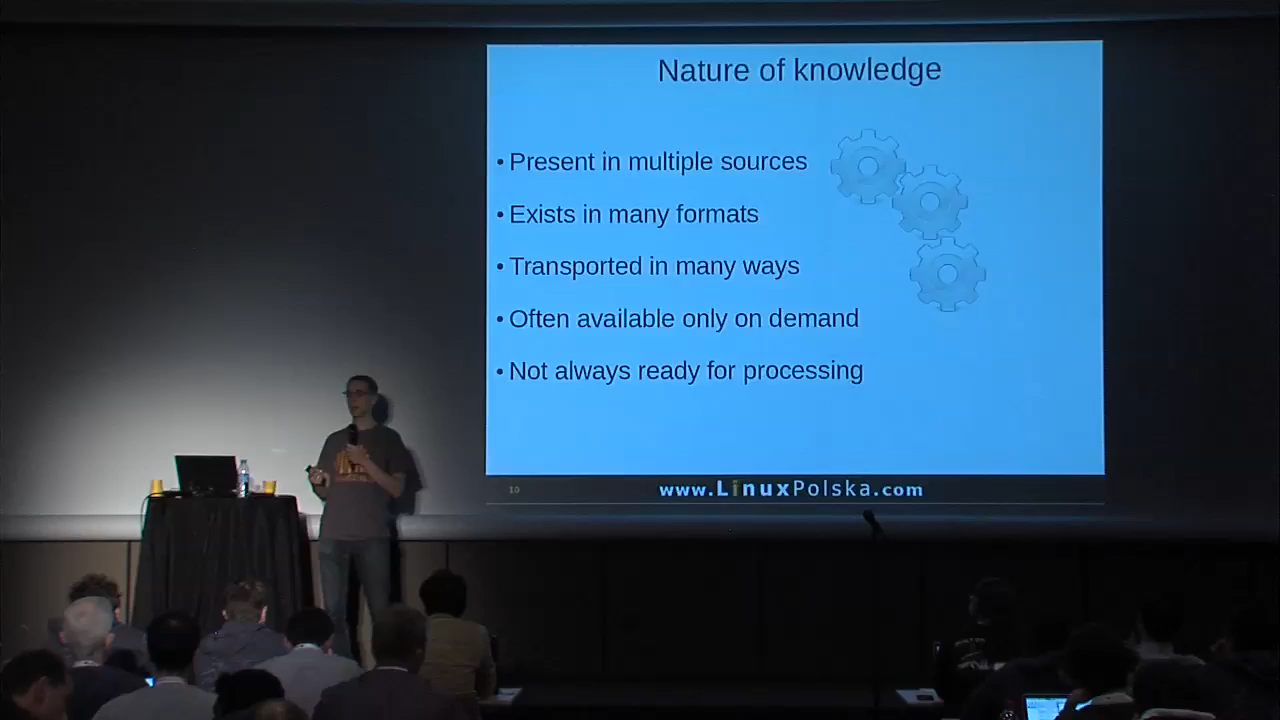 Nature of knowledge
• Present in multiple sources
• Exists in many formats
• Transported in many ways
• Often available only on demand
• Not always ready for processing
10
www.LinuxPolska.com